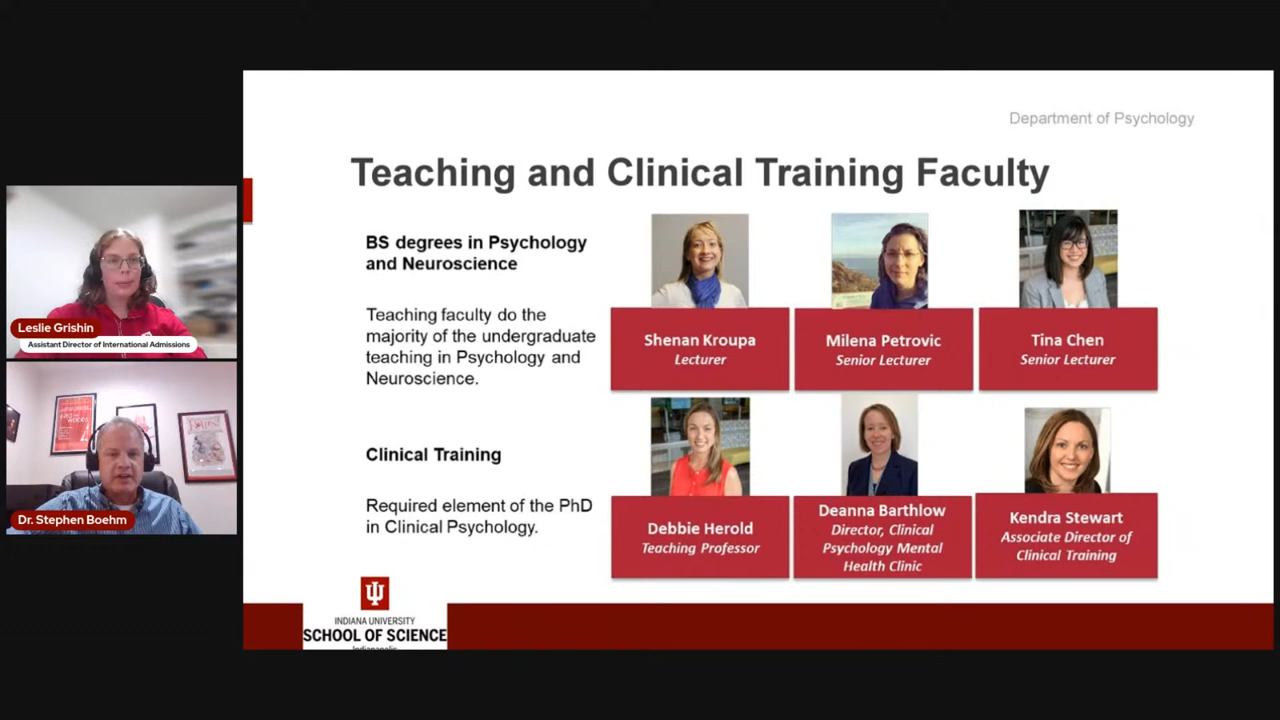 Department of Psychology
Teaching and Clinical Training Faculty
BS degrees in Psychology
and Neuroscience
Teaching faculty do the
majority of the undergraduate
teaching in Psychology and
Neuroscience.
Shenan Kroupa
Lecturer
Milena Petrovic
Senior Lecturer
Tina Chen
Senior Lecturer
Clinical Training
Required element of the PhD
in Clinical Psychology.
Debbie Herold
Teaching Professor
Deanna Barthlow
Director, Clinical
Psychology Mental
Health Clinic
Kendra Stewart
Associate Director of
Clinical Training
INDIANA UNIVERSITY
SCHOOL OF SCIENCE
Indianapolis
Leslie Grishin
Assistant Director of International Admissions
Dr. Stephen Boehm